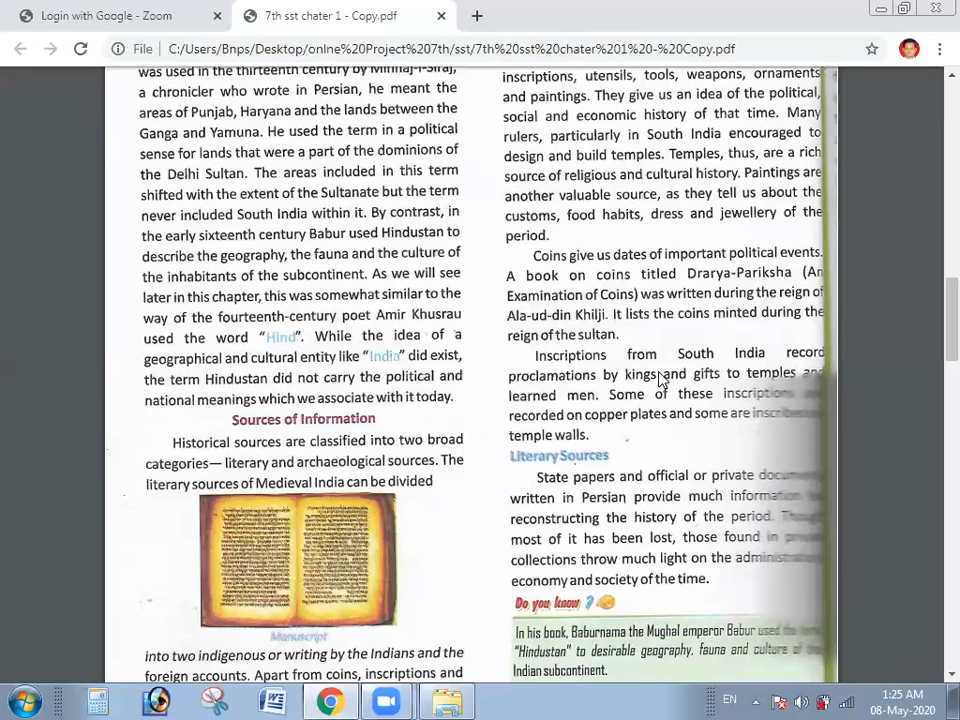 Login with Google - Zoom
7th sst chater 1 - Copy.pdf
File
C:/Users/Bnps/Desktop/onlne%20Project%207th/sst/7th%20sst%20chater%201%20-%20Copy.pdf
was used in the thirteenth century by Minhaj-i-Siraj,
a chronicler who wrote in Persian, he meant the
areas of Punjab, Haryana and the lands between the
Ganga and Yamuna. He used the term in a political
sense for lands that were a part of the dominions of
the Delhi Sultan. The areas included in this term
shifted with the extent of the Sultanate but the term
never included South India within it. By contrast, in
the early sixteenth century Babur used Hindustan to
describe the geography, the fauna and the culture of
the inhabitants of the subcontinent. As we will see
later in this chapter, this was somewhat similar to the
way of the fourteenth-century poet Amir Khusrau
used the word “Hind”. While the idea of a
geographical and cultural entity like “India” did exist,
the term Hindustan did not carry the political and
national meanings which we associate with it today.
Sources of Information
Historical sources are classified into two broad
categories— literary and archaeological sources. The
literary sources of Medieval India can be divided
Manuscript
into two indigenous or writing by the Indians and the
foreign accounts. Apart from coins, inscriptions and
inscriptions, utensils, tools, weapons, ornaments
and paintings. They give us an idea of the political,
social and economic history of that time. Many
rulers, particularly in South India encouraged to
design and build temples. Temples, thus, are a rich
source of religious and cultural history. Paintings are
another valuable source, as they tell us about the
customs, food habits, dress and jewellery of the
period.
Coins give us dates of important political events.
A book on coins titled Drarya-Pariksha (An
Examination of Coins) was written during the reign of
Ala-ud-din Khilji. It lists the coins minted during the
reign of the sultan.
Inscriptions from South India record
proclamations by kings and gifts to temples and
learned men. Some of these inscriptions are
recorded on copper plates and some are inscribed
temple walls.
Literary Sources
State papers and official or private documents
written in Persian provide much information
reconstructing the history of the period. Though
most of it has been lost, those found in private
collections throw much light on the
economy and society of the time.
Do you know ?
In his book, Baburnama the Mughal emperor Babur used the term
"Hindustan" to desirable geography, fauna and culture of the
Indian subcontinent.
EN
1:25 AM
08-May-2020